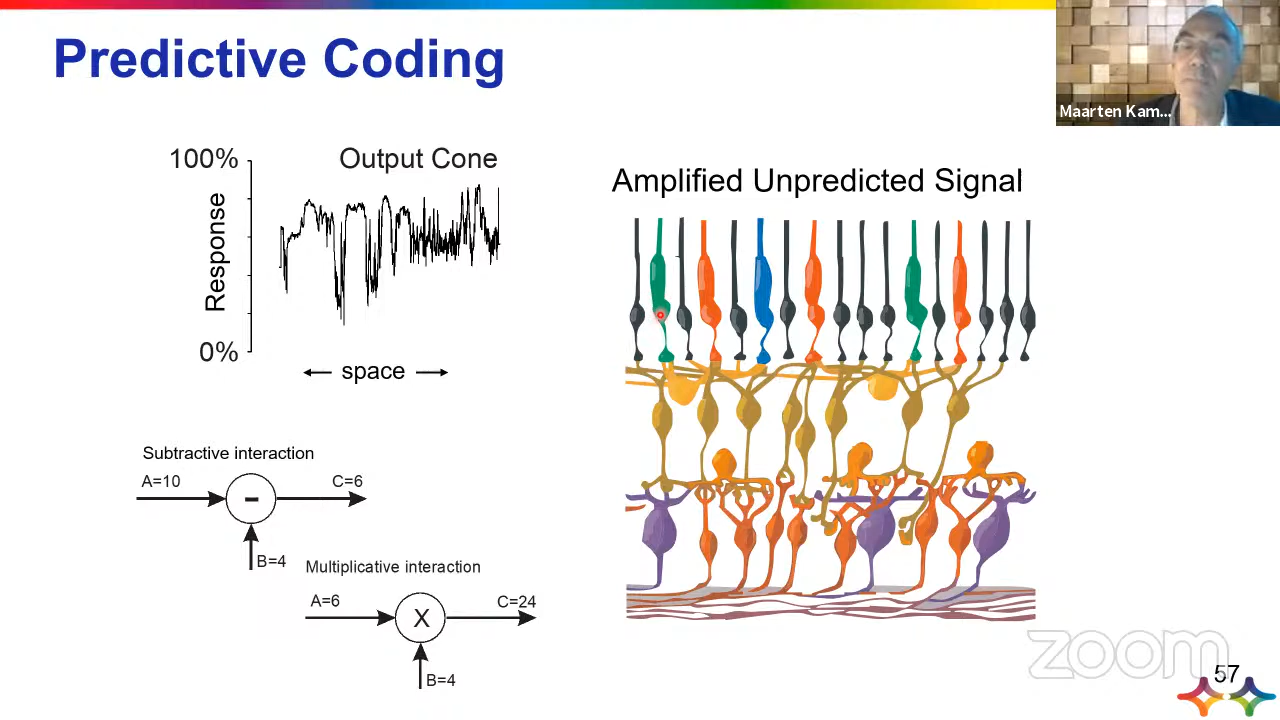 Predictive Coding
Maarten Kam...
100%
Output Cone
Response
0%
space
Amplified Unpredicted Signal
Subtractive interaction
A=10
C=6
-
B=4
Multiplicative interaction
A=6
C=24
X
B=4
zoom
57